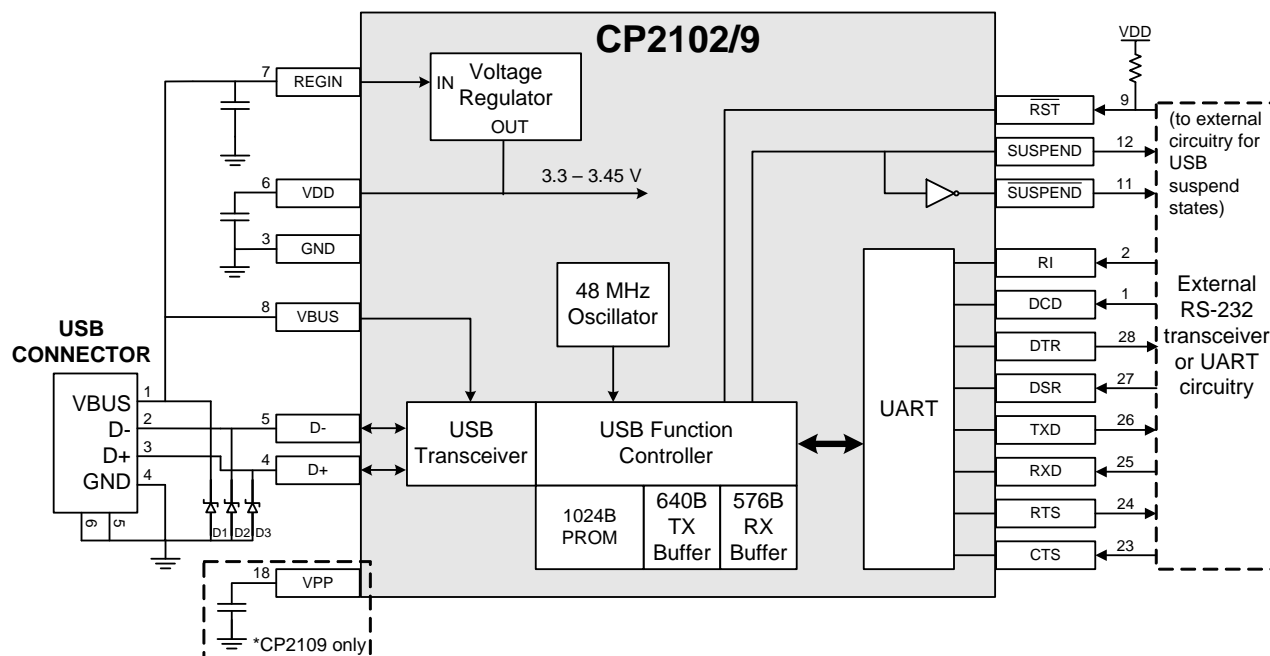 CP2102/9
VDD
7
REGIN
IN
Voltage
Regulator
OUT
9
RST
(to external
circuitry for
USB
suspend
states)
12
SUSPEND
11
SUSPEND
6
VDD
3.3 – 3.45 V
3
GND
2
RI
1
DCD
28
DTR
27
DSR
26
TXD
25
RXD
24
RTS
23
CTS
External
RS-232
transceiver
or UART
circuitry
8
VBUS
48 MHz
Oscillator
UART
USB
CONNECTOR
VBUS
D-
D+
GND
1
2
3
4
6
5
D1
D2
D3
5
D-
4
D+
USB
Transceiver
USB Function
Controller
1024B
PROM
640B
TX
Buffer
576B
RX
Buffer
18
VPP
*CP2109 only